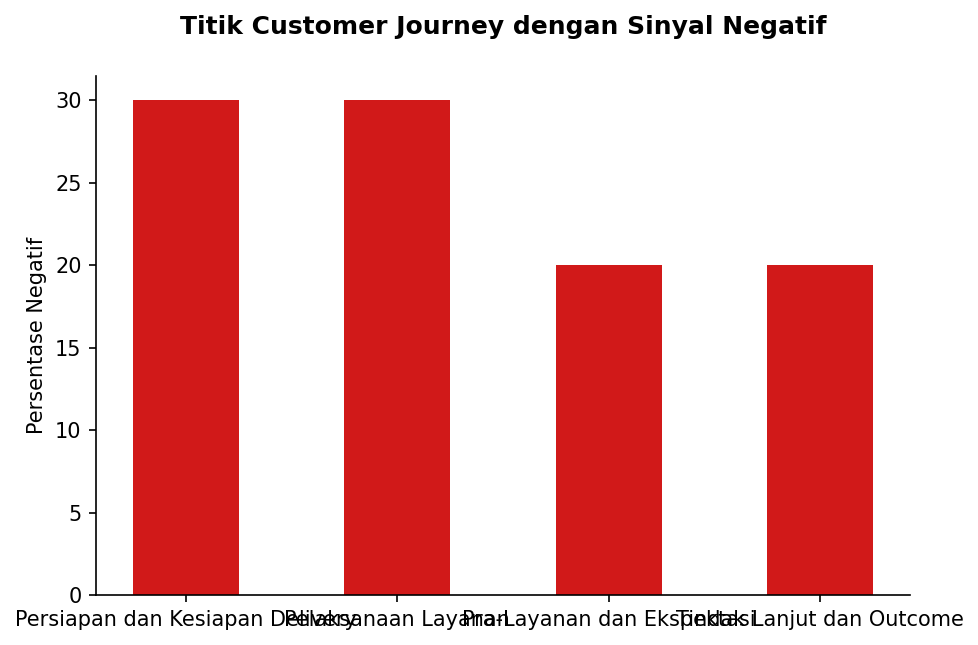 Titik Customer Journey dengan Sinyal Negatif
Persentase Negatif
30
25
20
15
10
5
0
Persiapan dan Kesiapan Delivery
Pelaksanaan Layanan
Pra-Layanan dan Ekspektasi
Tindak Lanjut dan Outcome